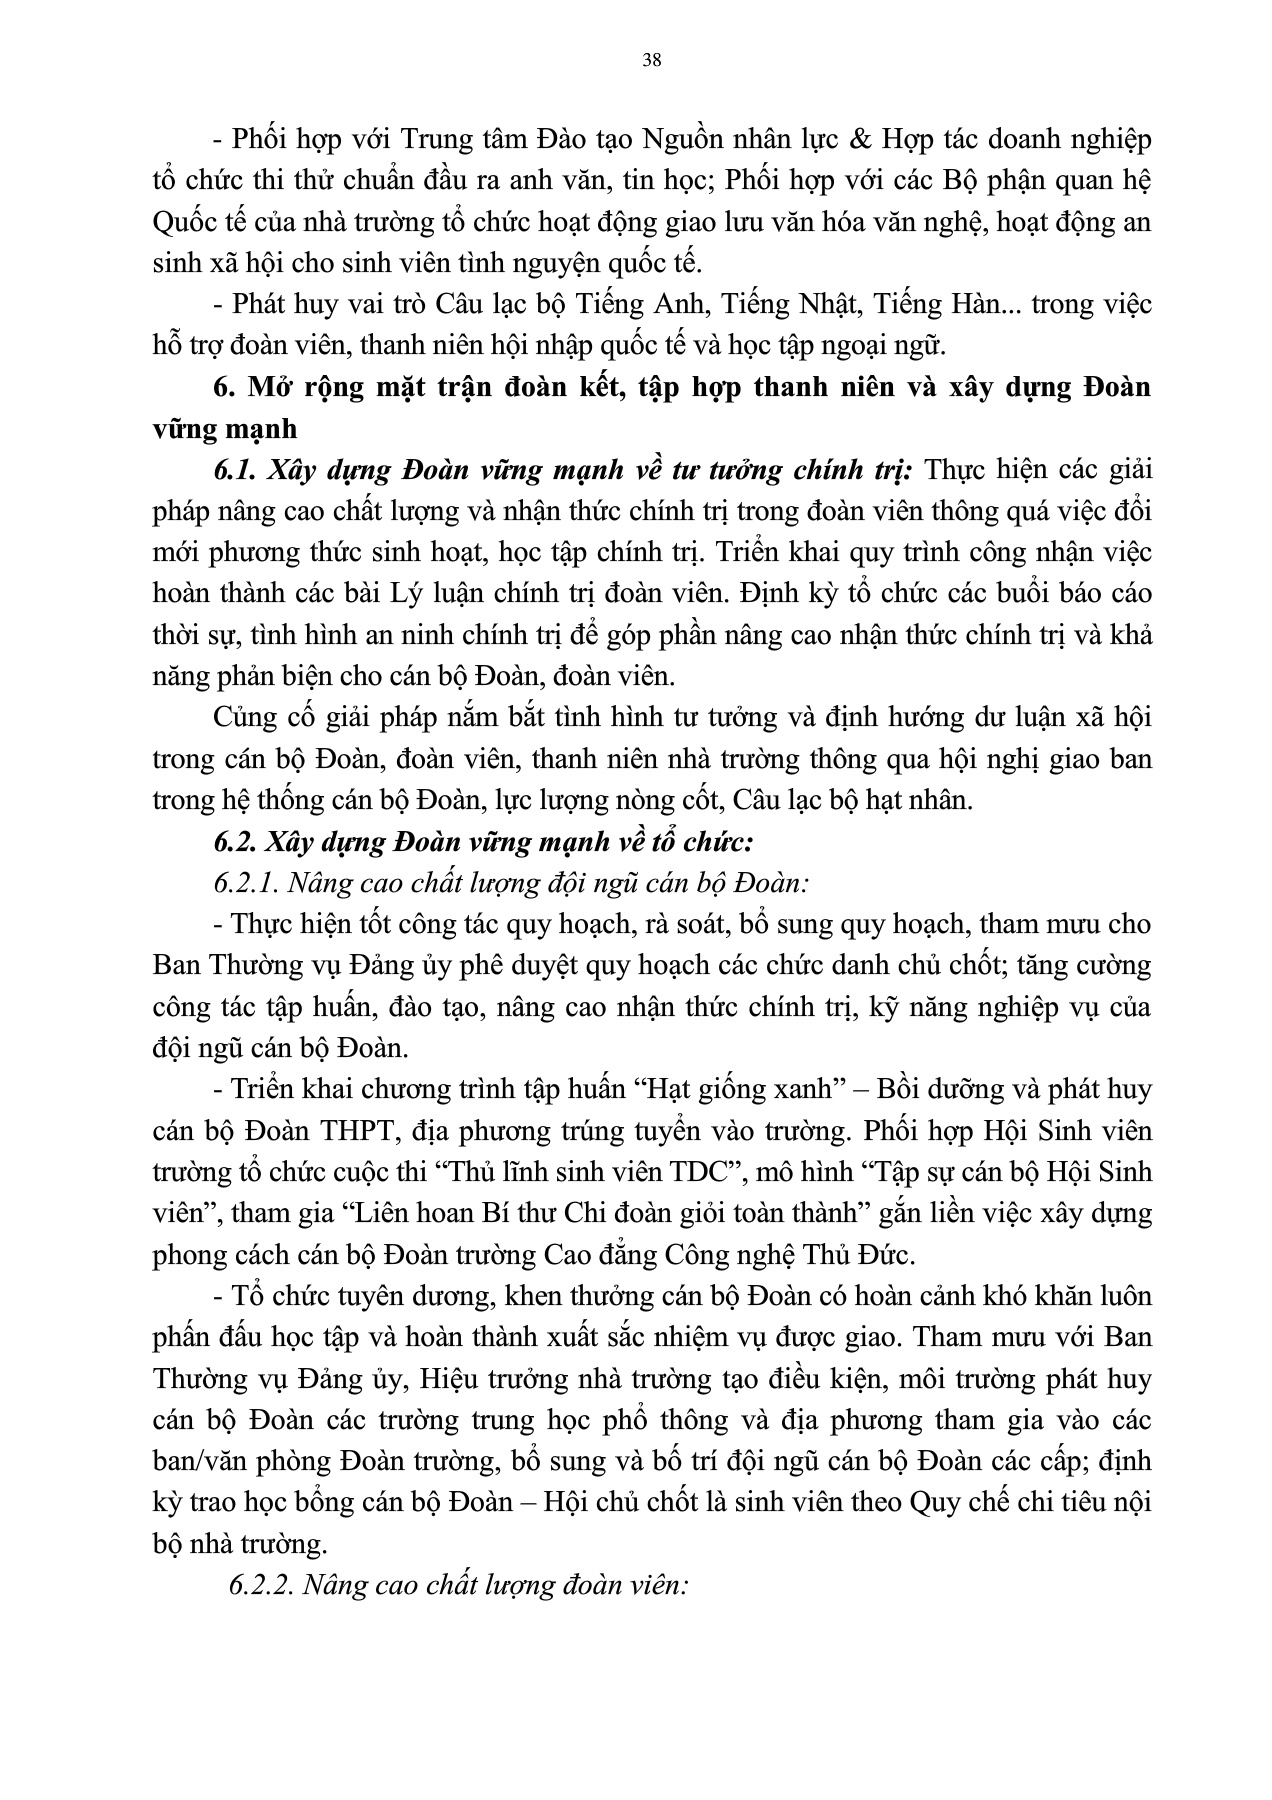 38
- Phối hợp với Trung tâm Đào tạo Nguồn nhân lực & Hợp tác doanh nghiệp
tổ chức thi thử chuẩn đầu ra anh văn, tin học; Phối hợp với các Bộ phận quan hệ
Quốc tế của nhà trường tổ chức hoạt động giao lưu văn hóa văn nghệ, hoạt động an
sinh xã hội cho sinh viên tình nguyện quốc tế.
- Phát huy vai trò Câu lạc bộ Tiếng Anh, Tiếng Nhật, Tiếng Hàn... trong việc
hỗ trợ đoàn viên, thanh niên hội nhập quốc tế và học tập ngoại ngữ.
6. Mở rộng mặt trận đoàn kết, tập hợp thanh niên và xây dựng Đoàn
vững mạnh
6.1. Xây dựng Đoàn vững mạnh về tư tưởng chính trị: Thực hiện các giải
pháp nâng cao chất lượng và nhận thức chính trị trong đoàn viên thông quá việc đổi
mới phương thức sinh hoạt, học tập chính trị. Triển khai quy trình công nhận việc
hoàn thành các bài Lý luận chính trị đoàn viên. Định kỳ tổ chức các buổi báo cáo
thời sự, tình hình an ninh chính trị để góp phần nâng cao nhận thức chính trị và khả
năng phản biện cho cán bộ Đoàn, đoàn viên.
Củng cố giải pháp nắm bắt tình hình tư tưởng và định hướng dư luận xã hội
trong cán bộ Đoàn, đoàn viên, thanh niên nhà trường thông qua hội nghị giao ban
trong hệ thống cán bộ Đoàn, lực lượng nòng cốt, Câu lạc bộ hạt nhân.
6.2. Xây dựng Đoàn vững mạnh về tổ chức:
6.2.1. Nâng cao chất lượng đội ngũ cán bộ Đoàn:
- Thực hiện tốt công tác quy hoạch, rà soát, bổ sung quy hoạch, tham mưu cho
Ban Thường vụ Đảng ủy phê duyệt quy hoạch các chức danh chủ chốt; tăng cường
công tác tập huấn, đào tạo, nâng cao nhận thức chính trị, kỹ năng nghiệp vụ của
đội ngũ cán bộ Đoàn.
- Triển khai chương trình tập huấn “Hạt giống xanh” – Bồi dưỡng và phát huy
cán bộ Đoàn THPT, địa phương trúng tuyển vào trường. Phối hợp Hội Sinh viên
trường tổ chức cuộc thi “Thủ lĩnh sinh viên TDC”, mô hình “Tập sự cán bộ Hội Sinh
viên”, tham gia “Liên hoan Bí thư Chi đoàn giỏi toàn thành” gắn liền việc xây dựng
phong cách cán bộ Đoàn trường Cao đẳng Công nghệ Thủ Đức.
- Tổ chức tuyên dương, khen thưởng cán bộ Đoàn có hoàn cảnh khó khăn luôn
phấn đấu học tập và hoàn thành xuất sắc nhiệm vụ được giao. Tham mưu với Ban
Thường vụ Đảng ủy, Hiệu trưởng nhà trường tạo điều kiện, môi trường phát huy
cán bộ Đoàn các trường trung học phổ thông và địa phương tham gia vào các
ban/văn phòng Đoàn trường, bổ sung và bố trí đội ngũ cán bộ Đoàn các cấp; định
kỳ trao học bổng cán bộ Đoàn – Hội chủ chốt là sinh viên theo Quy chế chi tiêu nội
bộ nhà trường.
6.2.2. Nâng cao chất lượng đoàn viên: